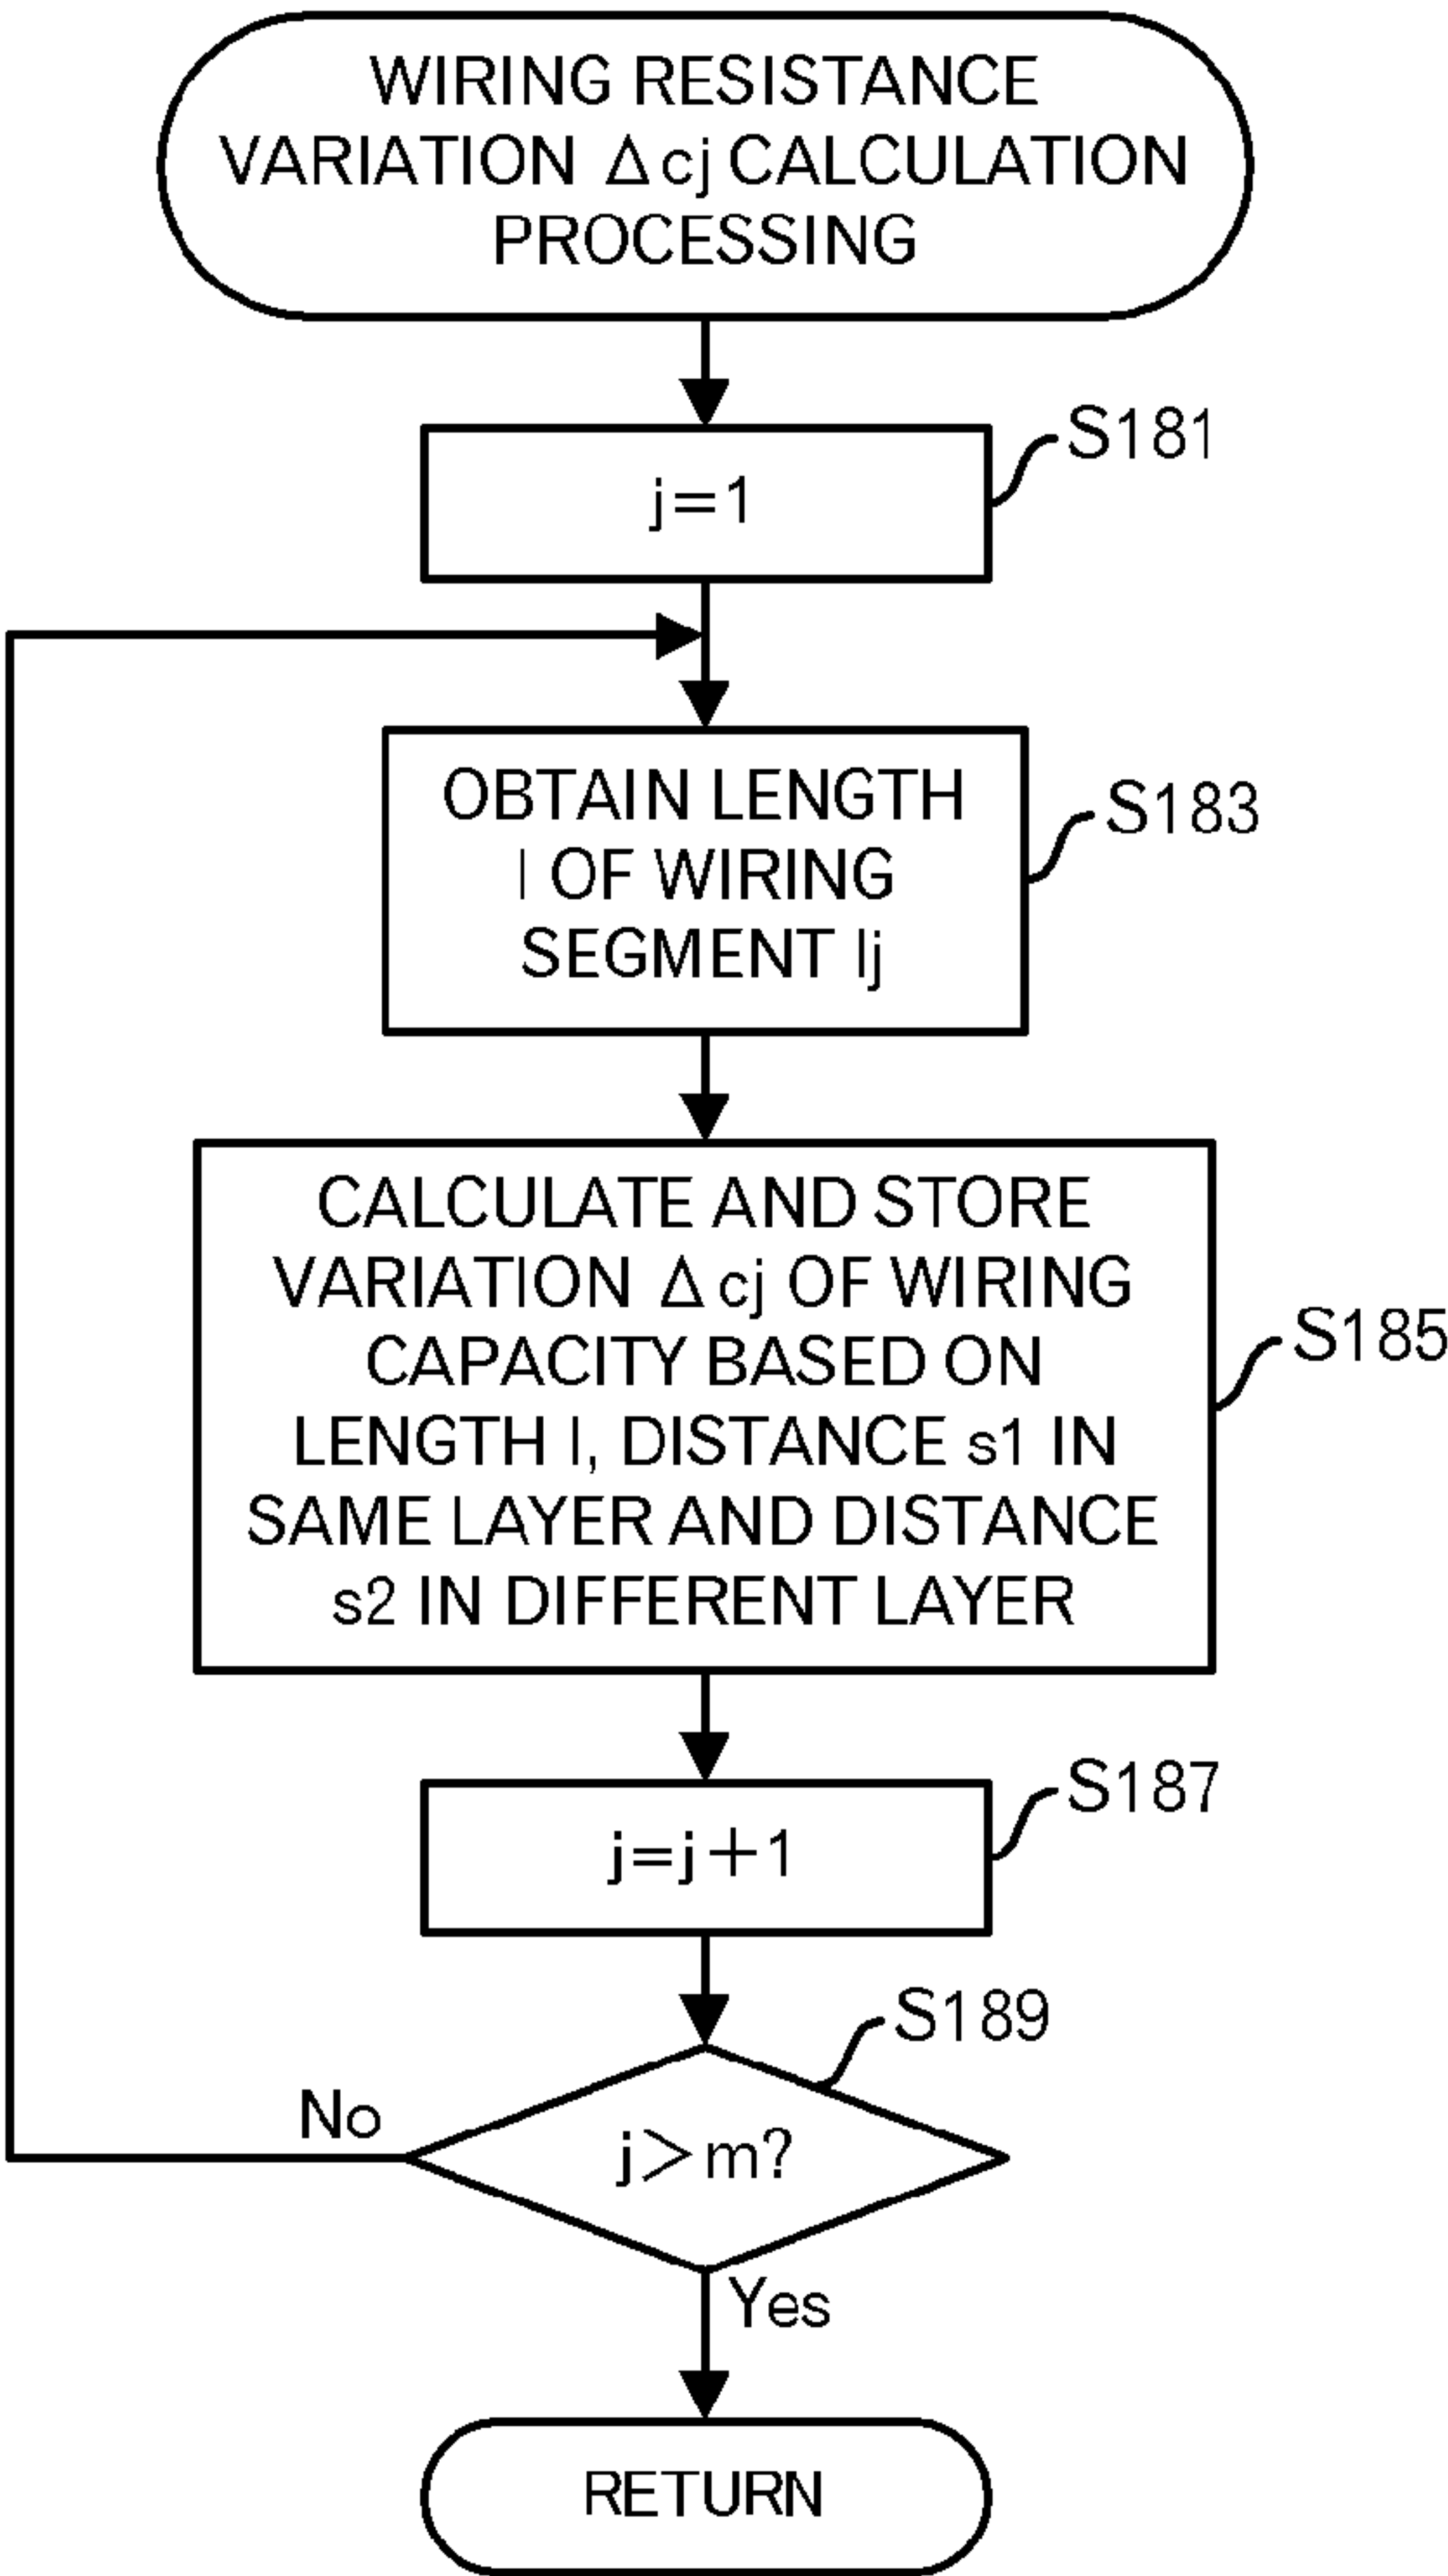 WIRING RESISTANCE
VARIATION Δcj CALCULATION
PROCESSING
S181
j=1
OBTAIN LENGTH
l OF WIRING
SEGMENT lj
S183
CALCULATE AND STORE
VARIATION Δcj OF WIRING
CAPACITY BASED ON
LENGTH l, DISTANCE s1 IN
SAME LAYER AND DISTANCE
s2 IN DIFFERENT LAYER
S185
S187
j=j+1
S189
No
j>m?
Yes
RETURN